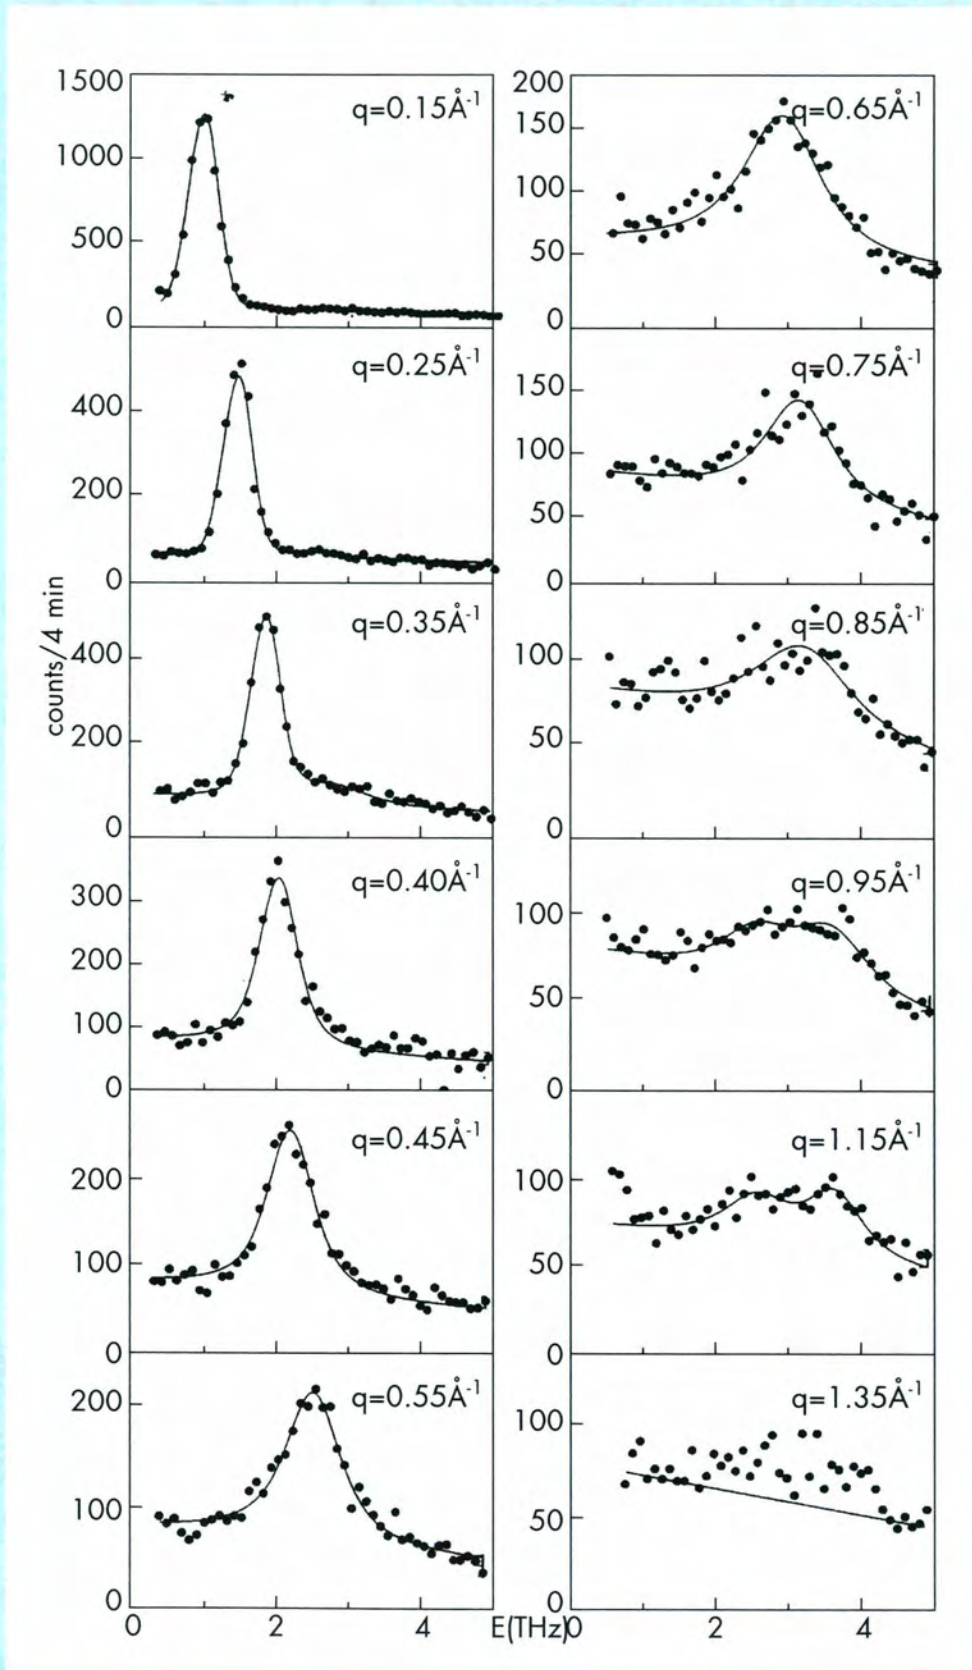 counts/4 min
1500
1000
500
0
q=0.15Å-1
400
200
0
q=0.25Å-1
400
200
0
q=0.35Å-1
300
200
100
0
q=0.40Å-1
200
100
0
q=0.45Å-1
200
100
0
q=0.55Å-1
0 2 4
200
150
100
50
0
q=0.65Å-1
150
100
50
0
q=0.75Å-1
100
50
0
q=0.85Å-1
100
50
0
q=0.95Å-1
100
50
0
q=1.15Å-1
100
50
0
q=1.35Å-1
E(THz)
0 2 4